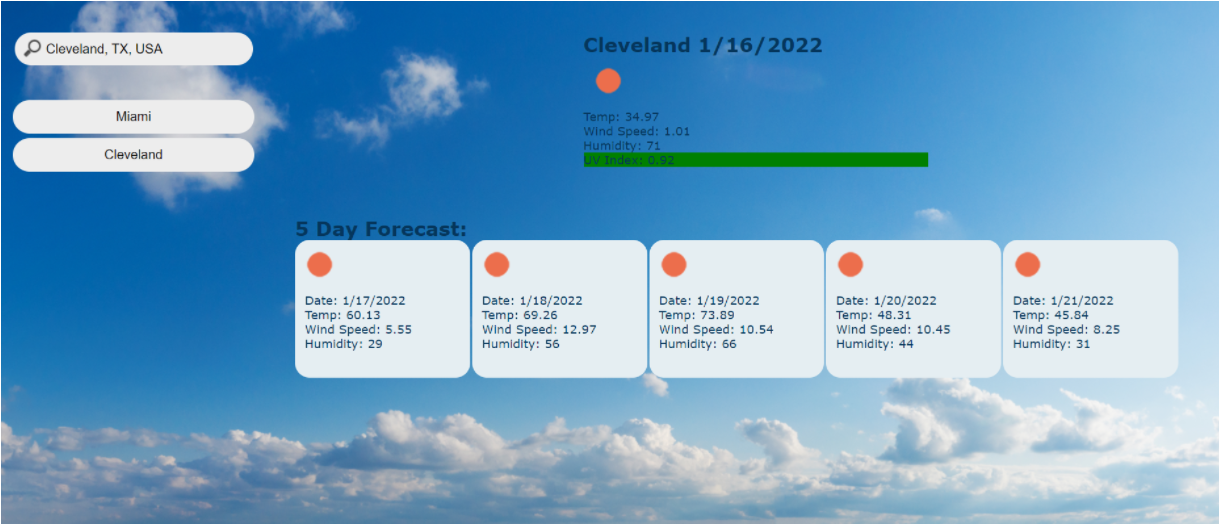 Cleveland, TX, USA
Miami
Cleveland
Cleveland 1/16/2022
Temp: 34.97
Wind Speed: 1.01
Humidity: 71
UV Index: 0.92
5 Day Forecast:
Date: 1/17/2022
Temp: 60.13
Wind Speed: 5.55
Humidity: 29
Date: 1/18/2022
Temp: 69.26
Wind Speed: 12.97
Humidity: 56
Date: 1/19/2022
Temp: 73.89
Wind Speed: 10.54
Humidity: 66
Date: 1/20/2022
Temp: 48.31
Wind Speed: 10.45
Humidity: 44
Date: 1/21/2022
Temp: 45.84
Wind Speed: 8.25
Humidity: 31